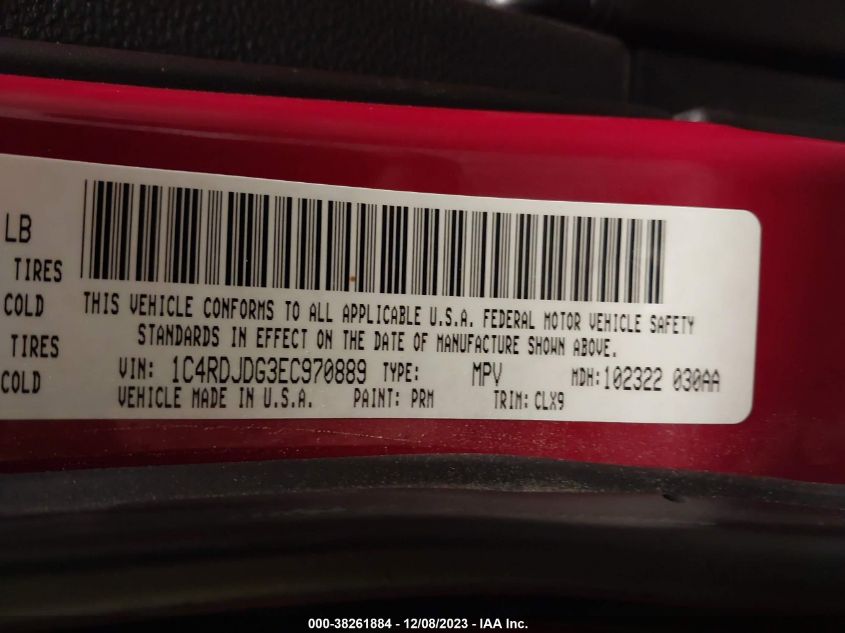 LB
TIRES
COLD
TIRES
COLD
THIS VEHICLE CONFORMS TO ALL APPLICABLE U.S.A. FEDERAL MOTOR VEHICLE SAFETY
STANDARDS IN EFFECT ON THE DATE OF MANUFACTURE SHOWN ABOVE.
VIN: 1C4RDJDG3EC970889 TYPE: MPV MDH:102322 030AA
VEHICLE MADE IN U.S.A. PAINT: PRM TRIM: CLX9
000-38261884 - 12/08/2023 - IAA Inc.